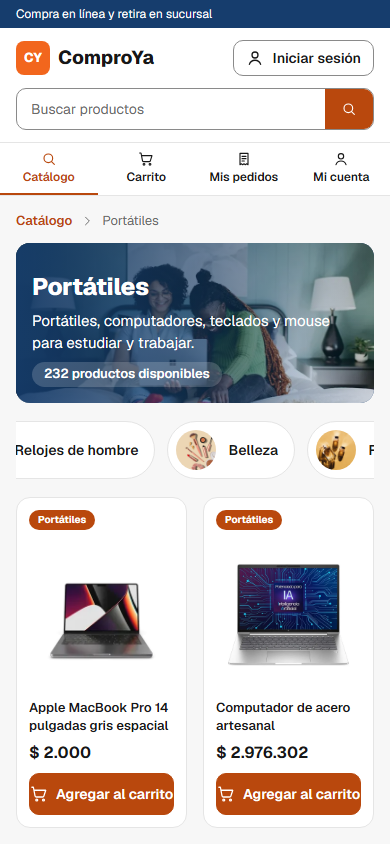 Compra en línea y retira en sucursal
CY ComproYa
Iniciar sesión
Buscar productos
Catálogo
Carrito
Mis pedidos
Mi cuenta
Catálogo > Portátiles
Portátiles
Portátiles, computadores, teclados y mouse
para estudiar y trabajar.
232 productos disponibles
Relojes de hombre
Belleza
Portátiles
Apple MacBook Pro 14
pulgadas gris espacial
$ 2.000
Agregar al carrito
Portátiles
IA
Computador de acero
artesanal
$ 2.976.302
Agregar al carrito